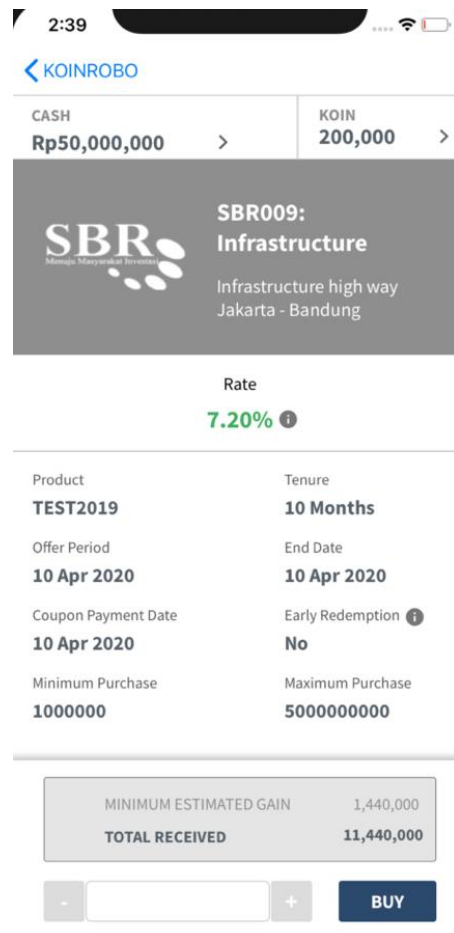 2:39
KOINROBO
CASH
KOIN
Rp50,000,000
200,000
SBR
Menuju Masyarakat Investasi
SBR009:
Infrastructure
Infrastructure high way
Jakarta - Bandung
Rate
7.20%
Product
Tenure
TEST2019
10 Months
Offer Period
End Date
10 Apr 2020
10 Apr 2020
Coupon Payment Date
Early Redemption
10 Apr 2020
No
Minimum Purchase
Maximum Purchase
1000000
5000000000
MINIMUM ESTIMATED GAIN 1,440,000
TOTAL RECEIVED 11,440,000
- + BUY